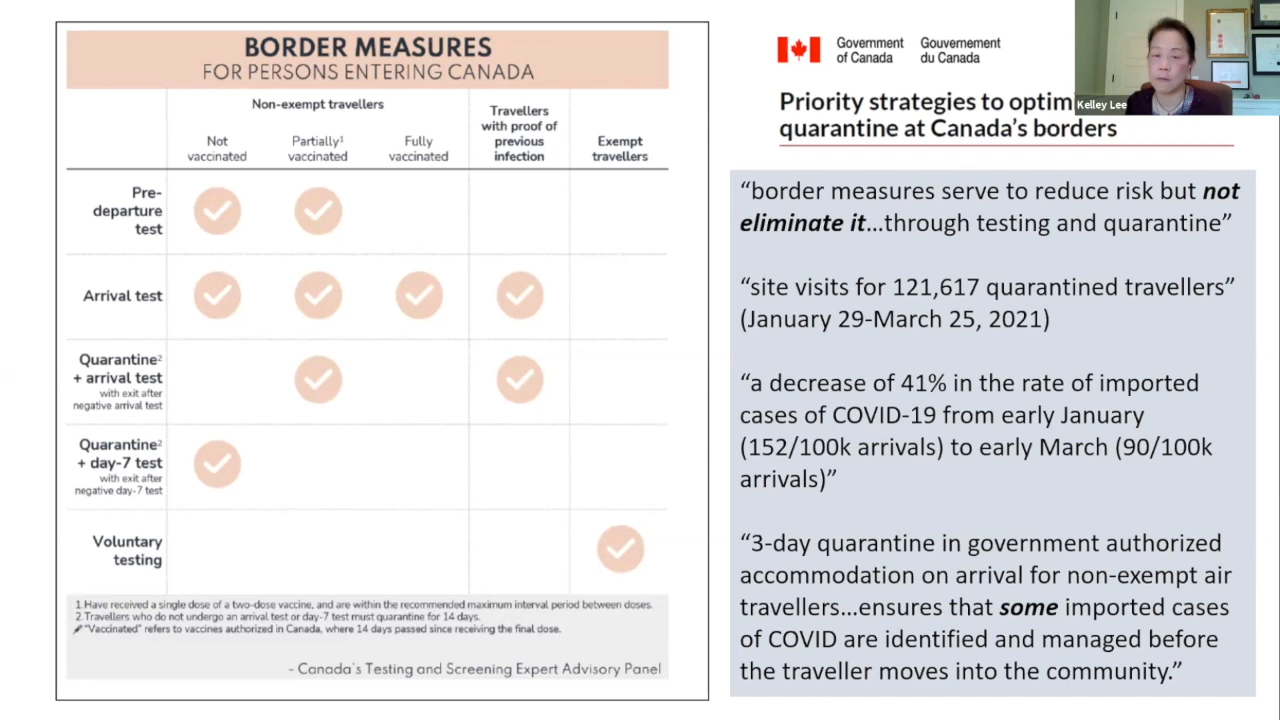 BORDER MEASURES
FOR PERSONS ENTERING CANADA
Non-exempt travellers
Not
vaccinated
Partially1
vaccinated
Fully
vaccinated
Travellers
with proof of
previous
infection
Exempt
travellers
Pre-
departure
test
Arrival test
Quarantine2
+ arrival test
with exit after
negative arrival test
Quarantine2
+ day-7 test
with exit after
negative day-7 test
Voluntary
testing
1.Have received a single dose of a two-dose vaccine, and are within the recommended maximum interval period between doses.
2.Travellers who do not undergo an arrival test or day-7 test must quarantine for 14 days.
"Vaccinated" refers to vaccines authorized in Canada, where 14 days passed since receiving the final dose.
- Canada's Testing and Screening Expert Advisory Panel
Government
of Canada
Gouvernement
du Canada
Priority strategies to optim
quarantine at Canada's borders
Kelley Lee
“border measures serve to reduce risk but not
eliminate it…through testing and quarantine”
“site visits for 121,617 quarantined travellers”
(January 29-March 25, 2021)
“a decrease of 41% in the rate of imported
cases of COVID-19 from early January
(152/100k arrivals) to early March (90/100k
arrivals)”
“3-day quarantine in government authorized
accommodation on arrival for non-exempt air
travellers…ensures that some imported cases
of COVID are identified and managed before
the traveller moves into the community.”